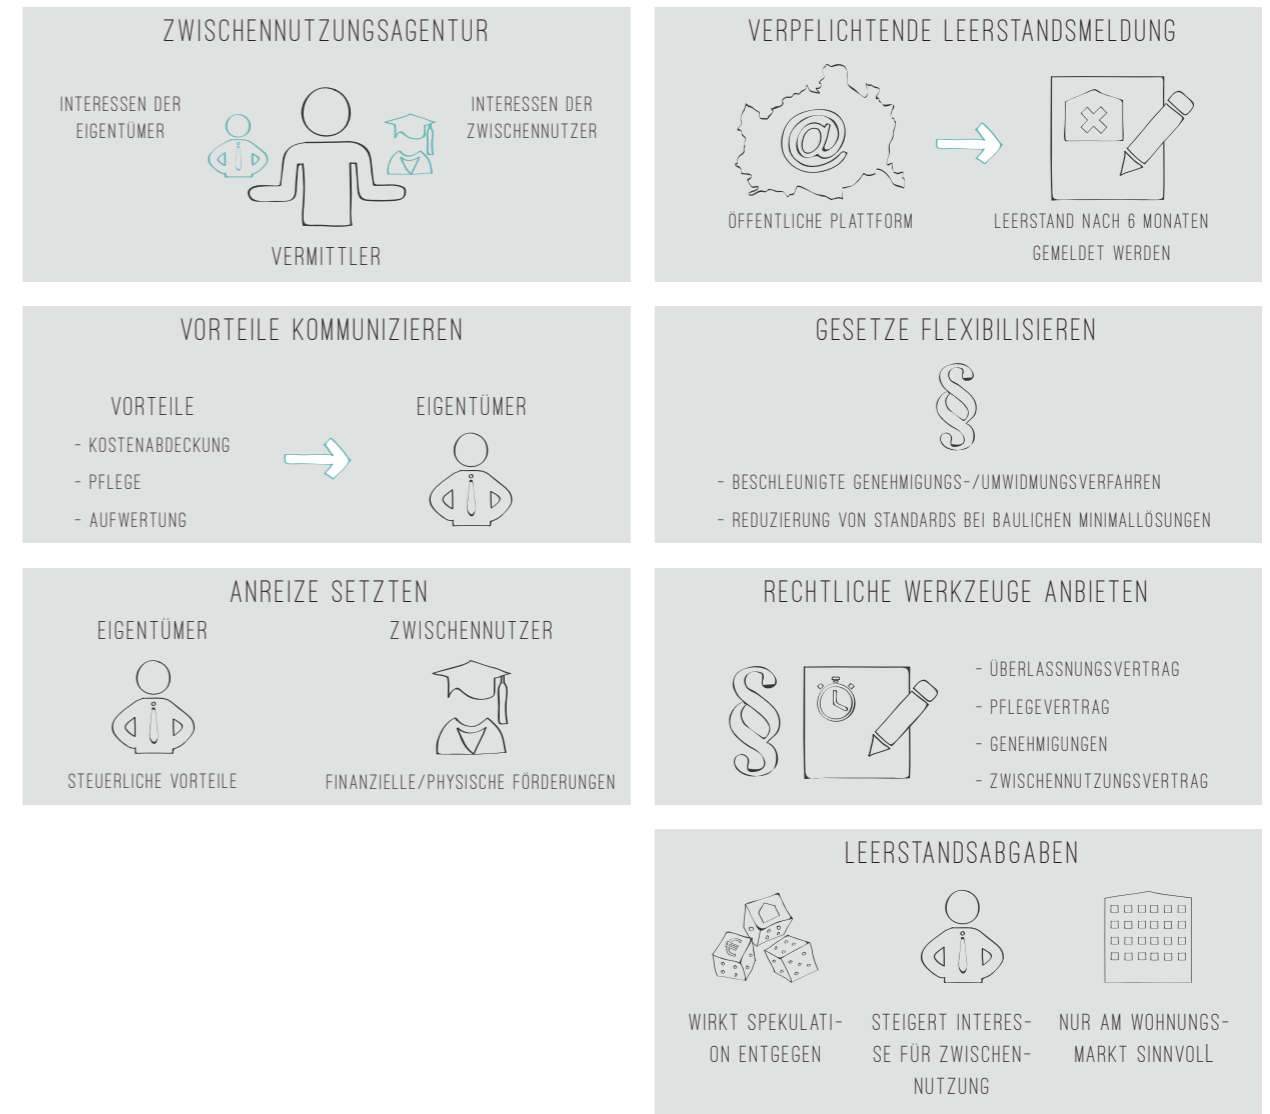 ZWISCHENNUTZUNGSAGENTUR
INTERESSEN DER
EIGENTÜMER
INTERESSEN DER
ZWISCHENNUTZER
VERMITTLER
VERPFLICHTENDE LEERSTANDSMELDUNG
@
ÖFFENTLICHE PLATTFORM
LEERSTAND NACH 6 MONATEN
GEMELDET WERDEN
VORTEILE KOMMUNIZIEREN
VORTEILE
- KOSTENABDECKUNG
- PFLEGE
- AUFWERTUNG
EIGENTÜMER
GESETZE FLEXIBILISIEREN
§
- BESCHLEUNIGTE GENEHMIGUNGS-/UMWIDMUNGSVERFAHREN
- REDUZIERUNG VON STANDARDS BEI BAULICHEN MINIMALLÖSUNGEN
ANREIZE SETZTEN
EIGENTÜMER
STEUERLICHE VORTEILE
ZWISCHENNUTZER
FINANZIELLE/PHYSISCHE FÖRDERUNGEN
RECHTLICHE WERKZEUGE ANBIETEN
§
- ÜBERLASSNUNGSVERTRAG
- PFLEGEVERTRAG
- GENEHMIGUNGEN
- ZWISCHENNUTZUNGSVERTRAG
LEERSTANDSABGABEN
€
WIRKT SPEKULATI-
ON ENTGEGEN
STEIGERT INTERES-
SE FÜR ZWISCHEN-
NUTZUNG
NUR AM WOHNUNGS-
MARKT SINNVOLL